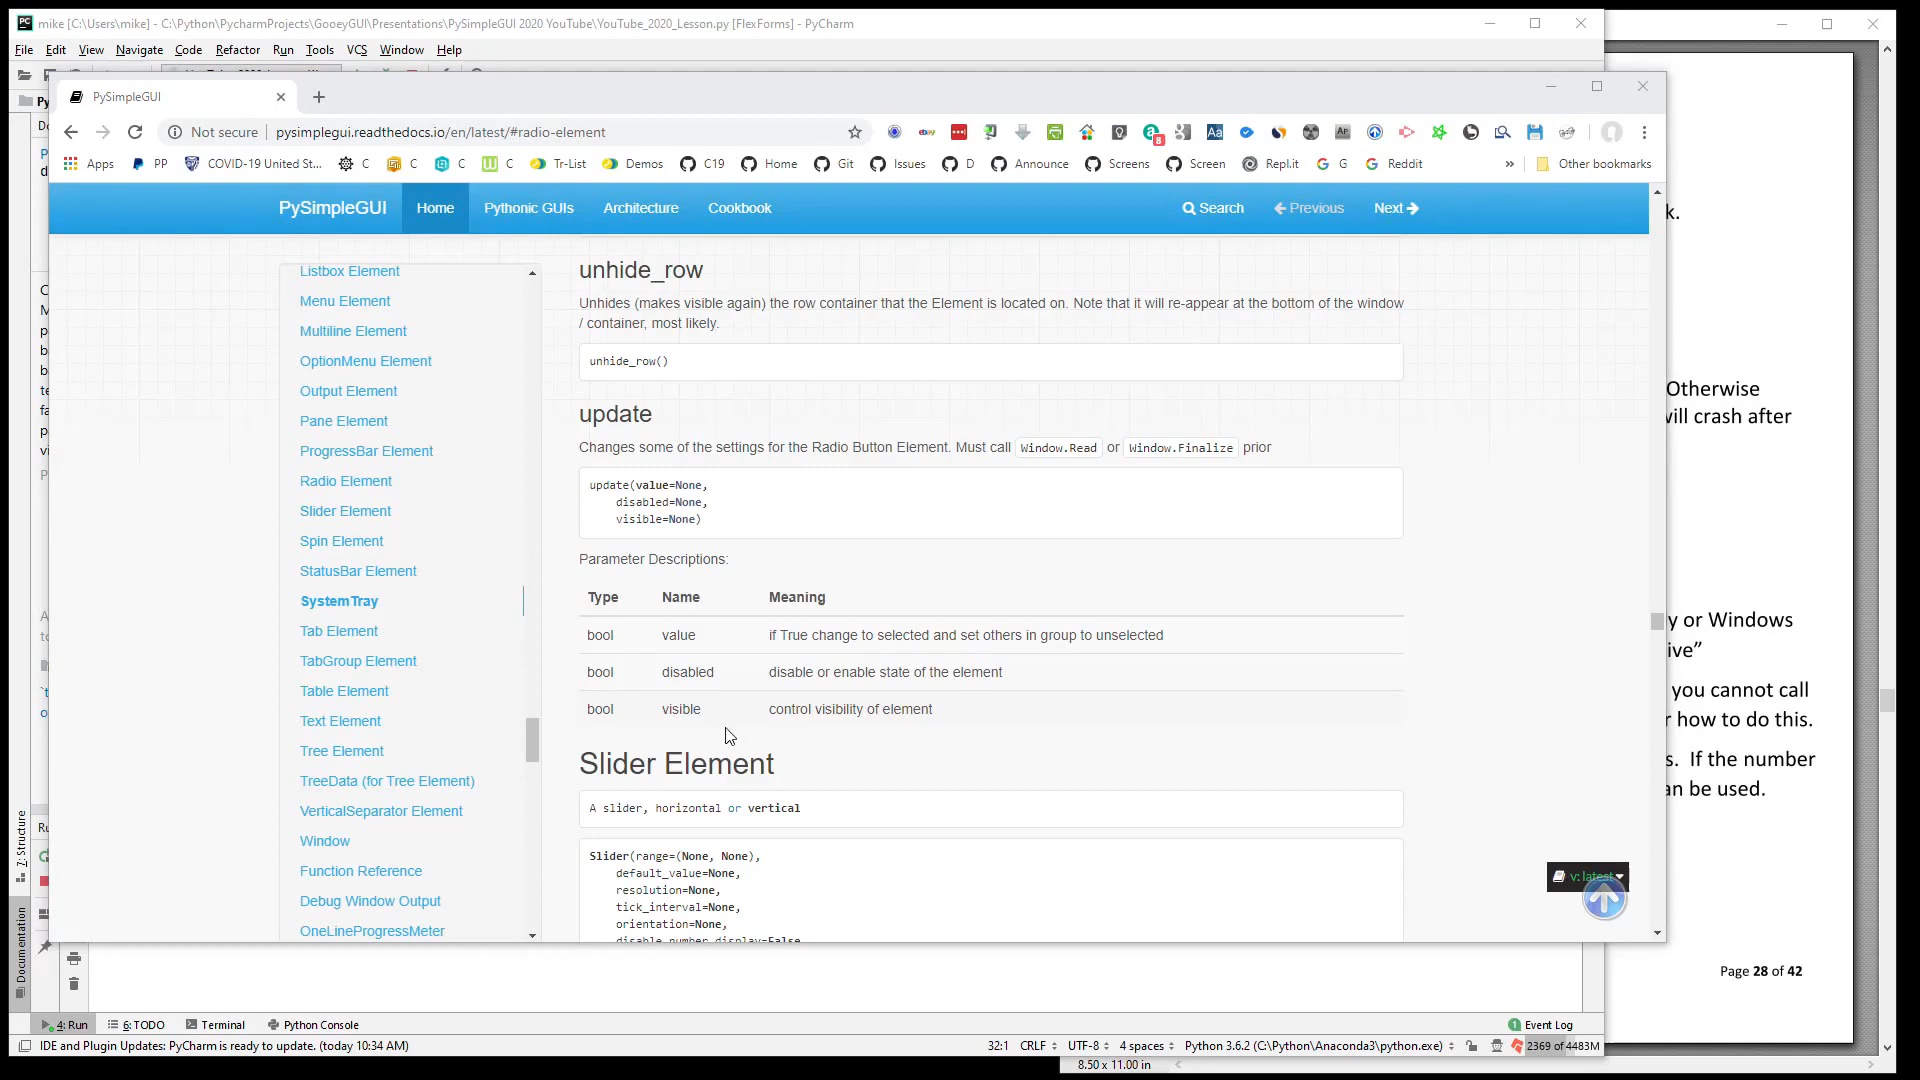 mike [C:\Users\mike] - C:\Python\PycharmProjects\GooeyGUI\Presentations\PySimpleGUI 2020 YouTube\YouTube_2020_Lesson.py [FlexForms] - PyCharm
File Edit View Navigate Code Refactor Run Tools VCS Window Help
PySimpleGUI
Not secure | pysimplegui.readthedocs.io/en/latest/#radio-element
Apps PP COVID-19 United St... C C C C Tr-List Demos C19 Home Git Issues D Announce Screens Screen Repl.it G Reddit » Other bookmarks
PySimpleGUI Home Pythonic GUIs Architecture Cookbook Search Previous Next
Listbox Element
Menu Element
Multiline Element
OptionMenu Element
Output Element
Pane Element
ProgressBar Element
Radio Element
Slider Element
Spin Element
StatusBar Element
SystemTray
Tab Element
TabGroup Element
Table Element
Text Element
Tree Element
TreeData (for Tree Element)
VerticalSeparator Element
Window
Function Reference
Debug Window Output
OneLineProgressMeter
unhide_row
Unhides (makes visible again) the row container that the Element is located on. Note that it will re-appear at the bottom of the window
/ container, most likely.
unhide_row()
update
Changes some of the settings for the Radio Button Element. Must call Window.Read or Window.Finalize prior
update(value=None,
disabled=None,
visible=None)
Parameter Descriptions:
Type Name Meaning
bool value if True change to selected and set others in group to unselected
bool disabled disable or enable state of the element
bool visible control visibility of element
Slider Element
A slider, horizontal or vertical
Slider(range=(None, None),
default_value=None,
resolution=None,
tick_interval=None,
orientation=None,
disable_number_display=False
v: latest
k.
Otherwise
will crash after
y or Windows
ive”
you cannot call
r how to do this.
s. If the number
an be used.
Page 28 of 42
7: Structure
Documentation
4: Run 6: TODO Terminal Python Console 1 Event Log
IDE and Plugin Updates: PyCharm is ready to update. (today 10:34 AM) 32:1 CRLF UTF-8 4 spaces Python 3.6.2 (C:\Python\Anaconda3\python.exe) 2369 of 4483M
8.50 x 11.00 in